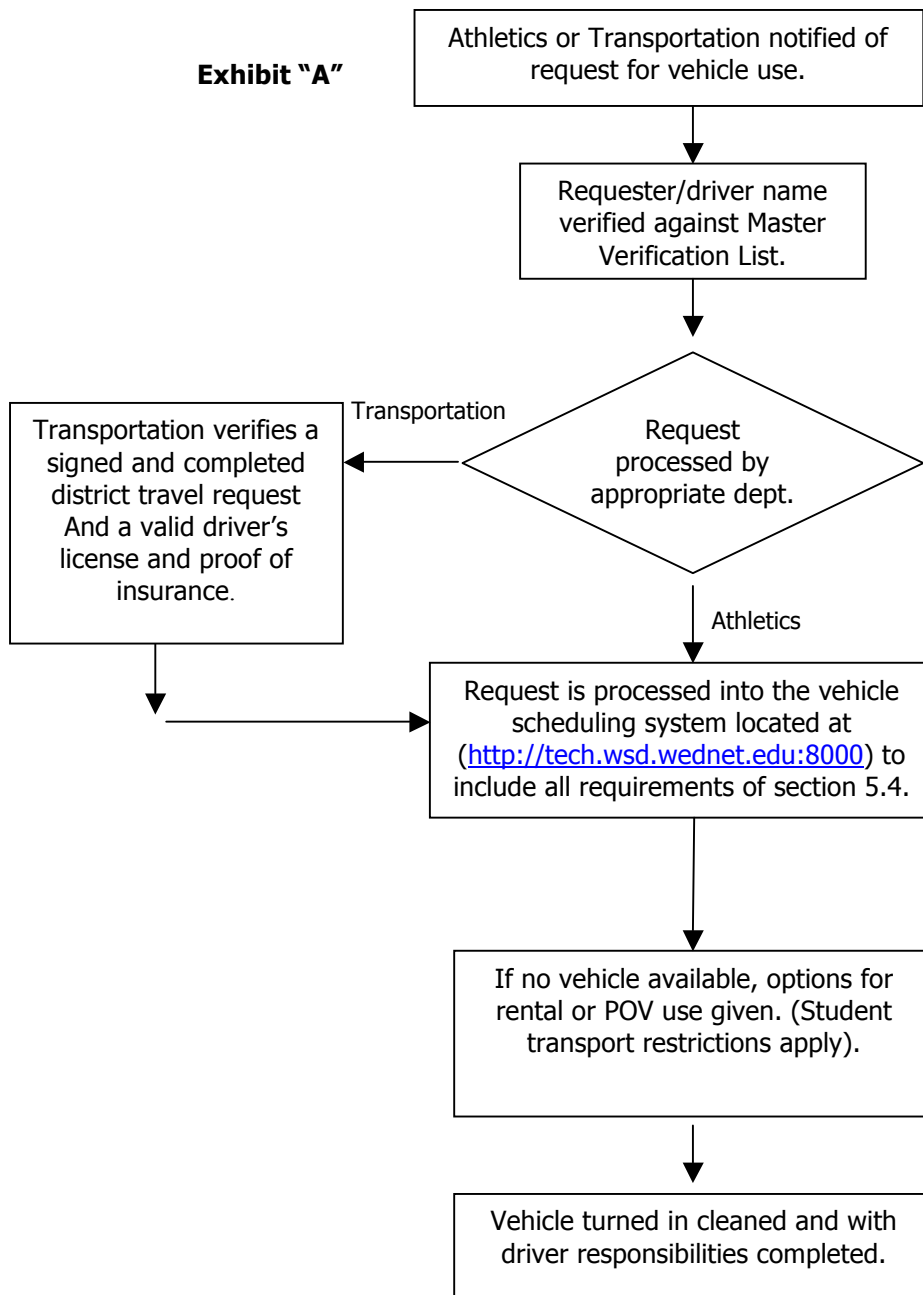 Exhibit “A”
Athletics or Transportation notified of
request for vehicle use.
Requester/driver name
verified against Master
Verification List.
Request
processed by
appropriate dept.
Transportation
Transportation verifies a
signed and completed
district travel request
And a valid driver’s
license and proof of
insurance.
Athletics
Request is processed into the vehicle
scheduling system located at
(http://tech.wsd.wednet.edu:8000) to
include all requirements of section 5.4.
If no vehicle available, options for
rental or POV use given. (Student
transport restrictions apply).
Vehicle turned in cleaned and with
driver responsibilities completed.